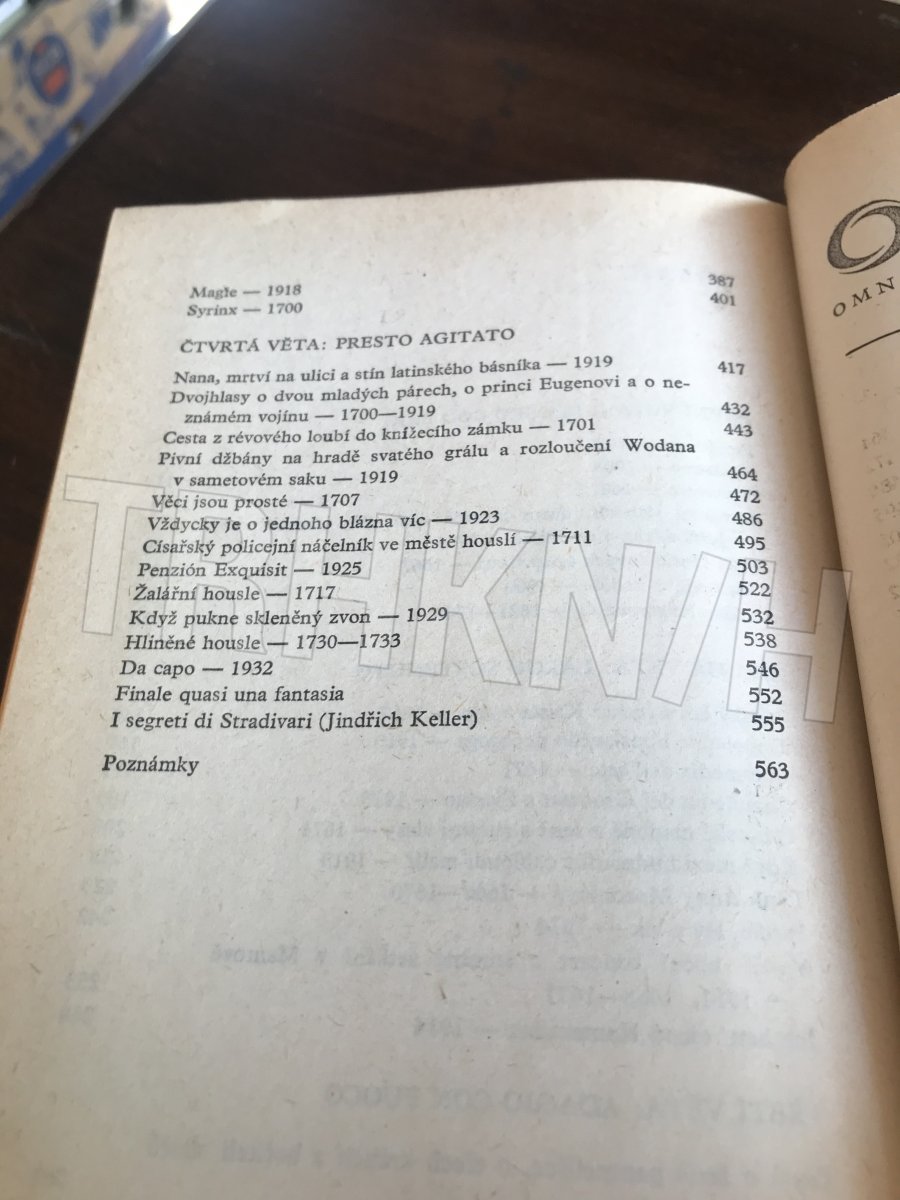 Magie — 1918 387
Syrinx — 1700 401
ČTVRTÁ VĚTA: PRESTO AGITATO
Nana, mrtví na ulici a stín latinského básníka — 1919 417
Dvojhlasy o dvou mladých párech, o princi Eugenovi a o ne-
známém vojínu — 1700—1919 432
Cesta z révového loubí do knížecího zámku — 1701 443
Pivní džbány na hradě svatého grálu a rozloučení Wodana
v sametovém saku — 1919 464
Věci jsou prosté — 1707 472
Vždycky je o jednoho blázna víc — 1923 486
Císařský policejní náčelník ve městě houslí — 1711 495
Penzión Exquisit — 1925 503
Žalářní housle — 1717 522
Když pukne skleněný zvon — 1929 532
Hliněné housle — 1730—1733 538
Da capo — 1932 546
Finale quasi una fantasia 552
I segreti di Stradivari (Jindřich Keller) 555
Poznámky 563
OMN